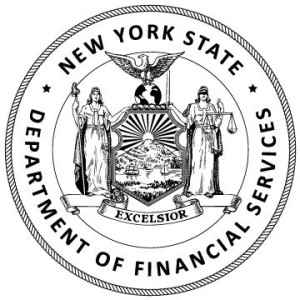 NEW YORK STATE
DEPARTMENT OF FINANCIAL SERVICES
EXCELSIOR